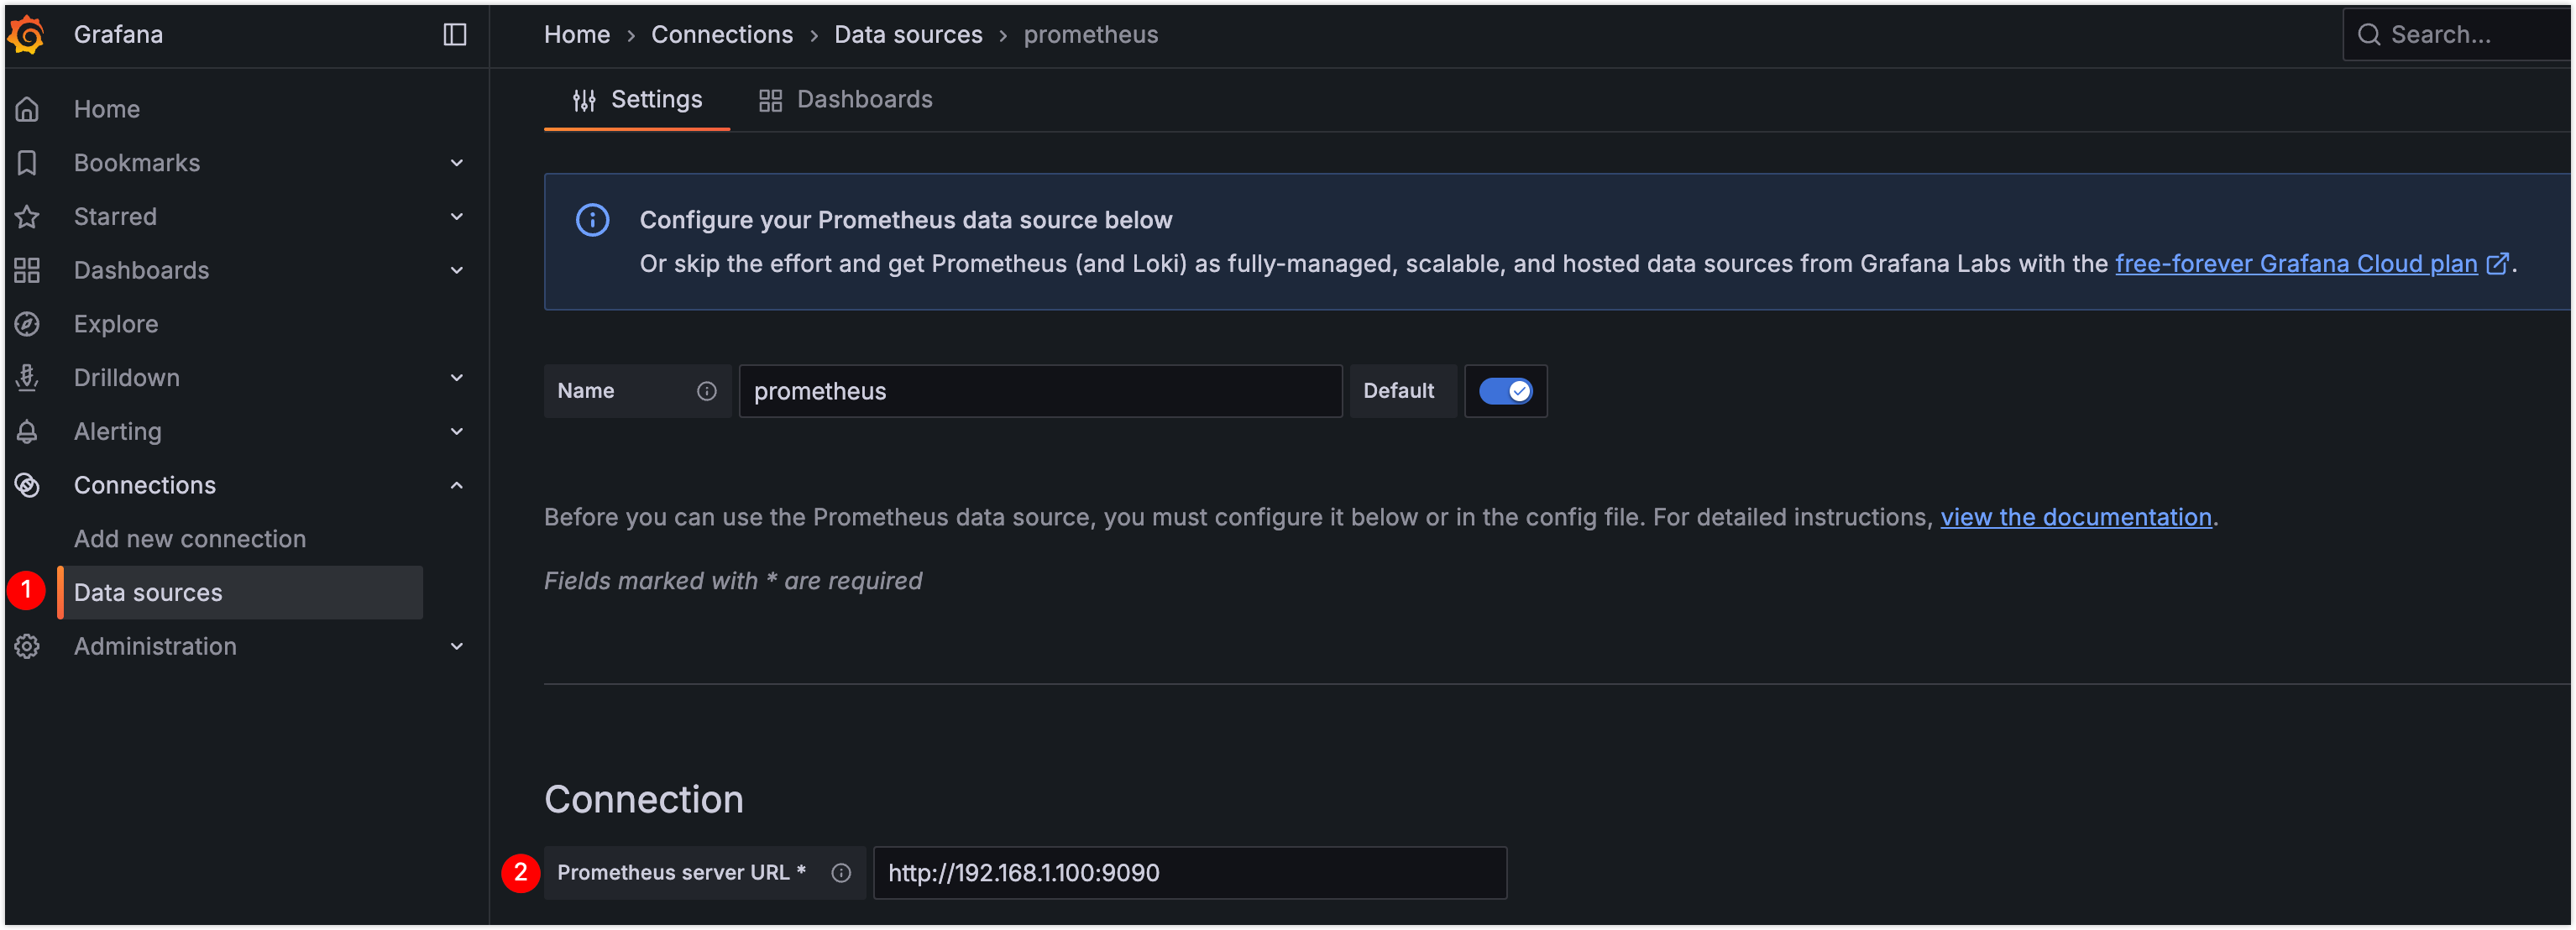 Grafana
Home › Connections › Data sources › prometheus
Search...
Home
Bookmarks
Starred
Dashboards
Explore
Drilldown
Alerting
Connections
Add new connection
1 Data sources
Administration
Settings
Dashboards
Configure your Prometheus data source below
Or skip the effort and get Prometheus (and Loki) as fully-managed, scalable, and hosted data sources from Grafana Labs with the free-forever Grafana Cloud plan.
Name prometheus Default
Before you can use the Prometheus data source, you must configure it below or in the config file. For detailed instructions, view the documentation.
Fields marked with * are required
Connection
2 Prometheus server URL * http://192.168.1.100:9090